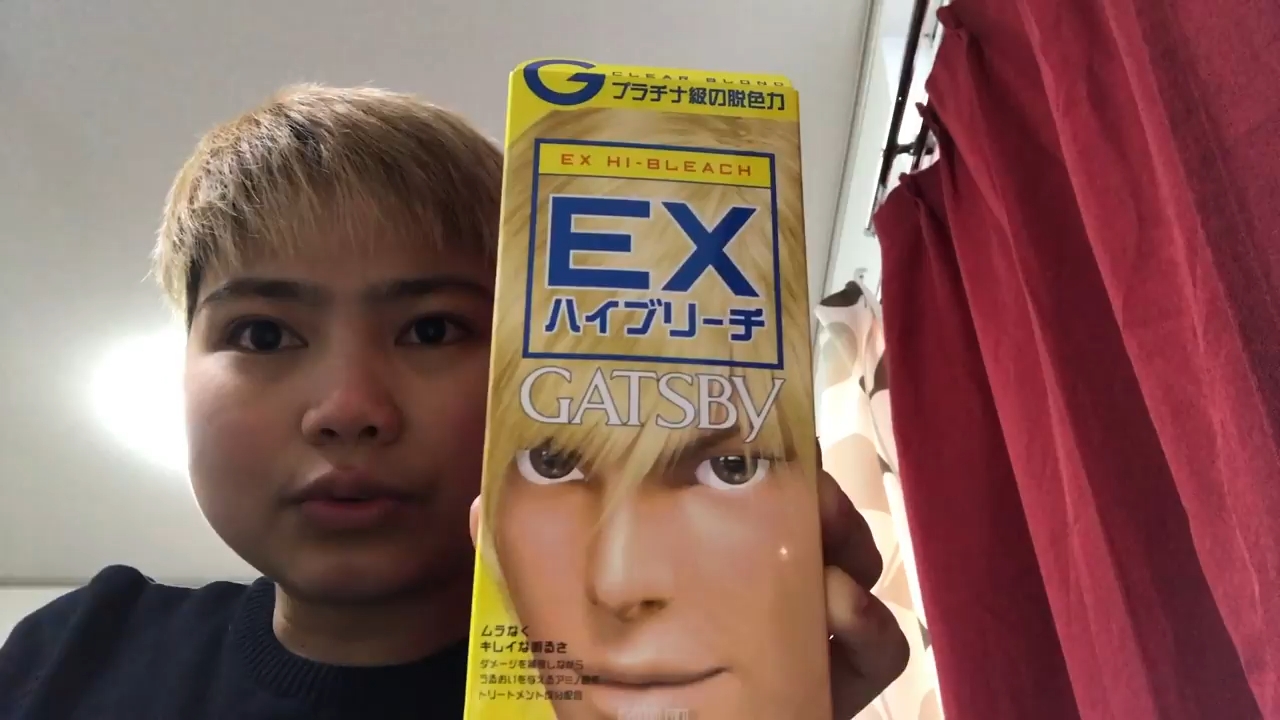 G
CLEAR BLOND
プラチナ級の脱色力
EX HI-BLEACH
EX
ハイブリーチ
GATSBY
ムラなく
キレイな明るさ
ダメージを補修しながら
うるおいを与えるアミノ酸系
トリートメント成分配合